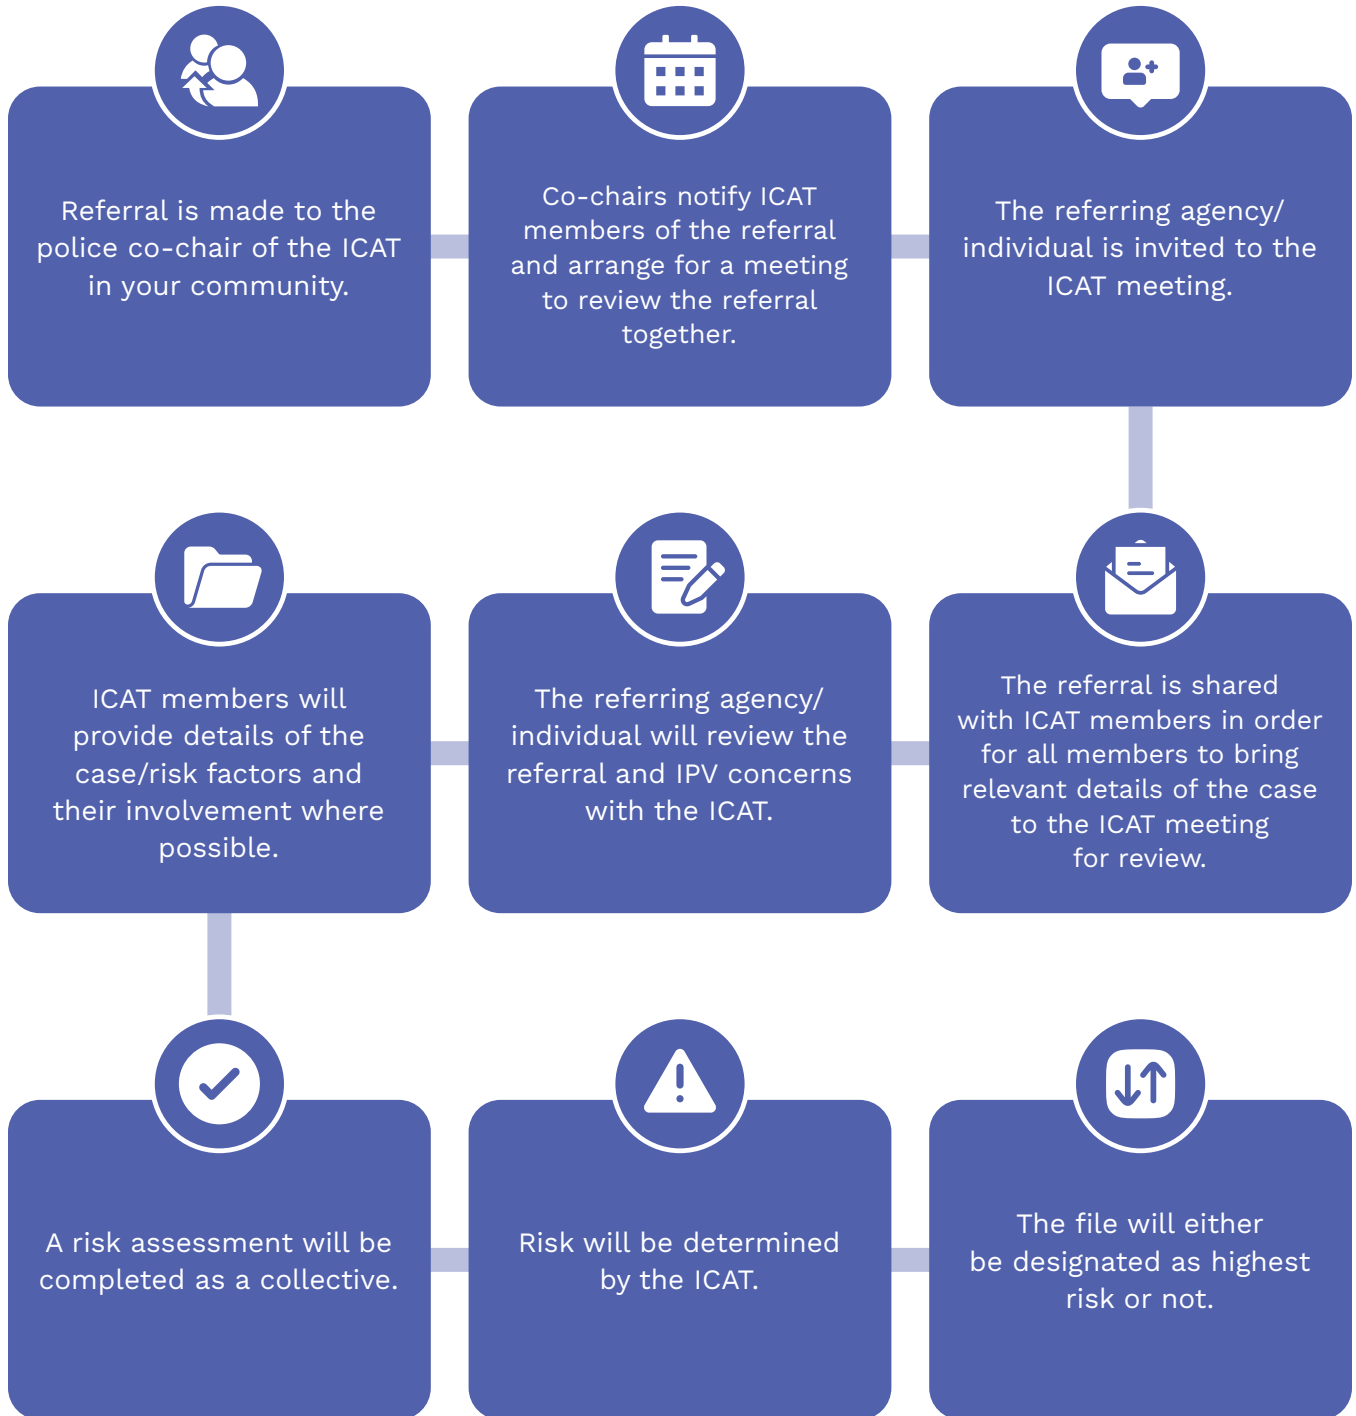 Referral is made to the
police co-chair of the ICAT
in your community.
Co-chairs notify ICAT
members of the referral
and arrange for a meeting
to review the referral
together.
The referring agency/
individual is invited to the
ICAT meeting.
The referral is shared
with ICAT members in order
for all members to bring
relevant details of the case
to the ICAT meeting
for review.
The referring agency/
individual will review the
referral and IPV concerns
with the ICAT.
ICAT members will
provide details of the
case/risk factors and
their involvement where
possible.
A risk assessment will be
completed as a collective.
Risk will be determined
by the ICAT.
The file will either
be designated as highest
risk or not.